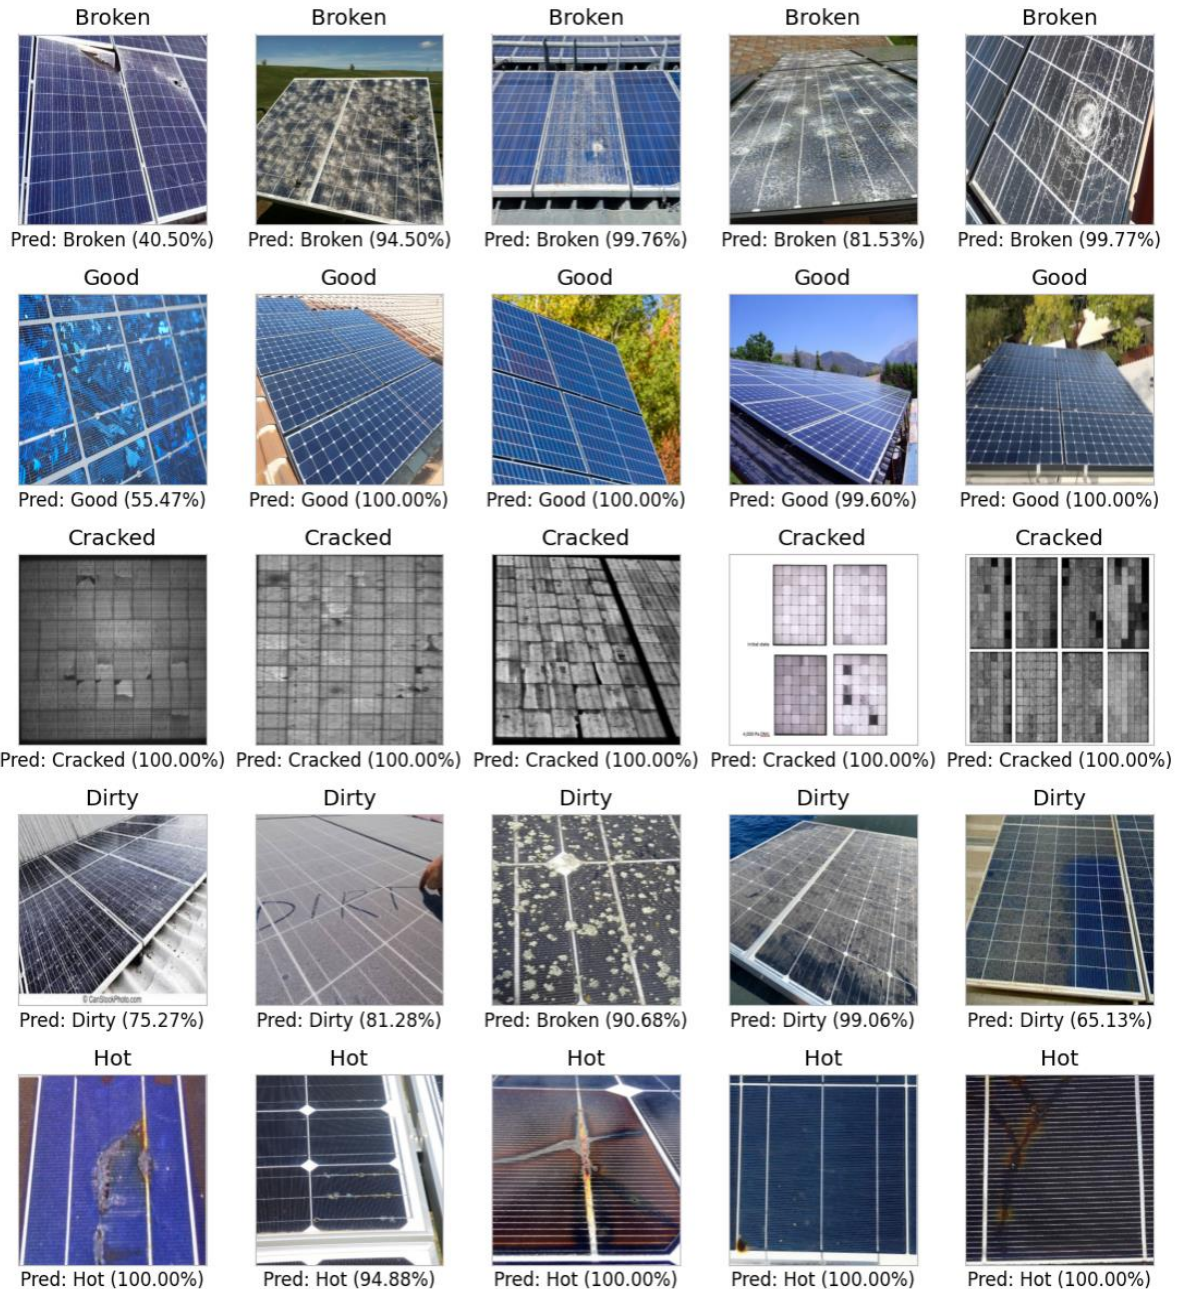 Broken Broken Broken Broken Broken
Pred: Broken (40.50%) Pred: Broken (94.50%) Pred: Broken (99.76%) Pred: Broken (81.53%) Pred: Broken (99.77%)
Good Good Good Good Good
Pred: Good (55.47%) Pred: Good (100.00%) Pred: Good (100.00%) Pred: Good (99.60%) Pred: Good (100.00%)
Cracked Cracked Cracked Cracked Cracked
Initial state
Pred: Cracked (100.00%) Pred: Cracked (100.00%) Pred: Cracked (100.00%) Pred: Cracked (100.00%) Pred: Cracked (100.00%)
Dirty Dirty Dirty Dirty Dirty
DIRT
© CanStockPhoto.com
Pred: Dirty (75.27%) Pred: Dirty (81.28%) Pred: Broken (90.68%) Pred: Dirty (99.06%) Pred: Dirty (65.13%)
Hot Hot Hot Hot Hot
Pred: Hot (100.00%) Pred: Hot (94.88%) Pred: Hot (100.00%) Pred: Hot (100.00%) Pred: Hot (100.00%)